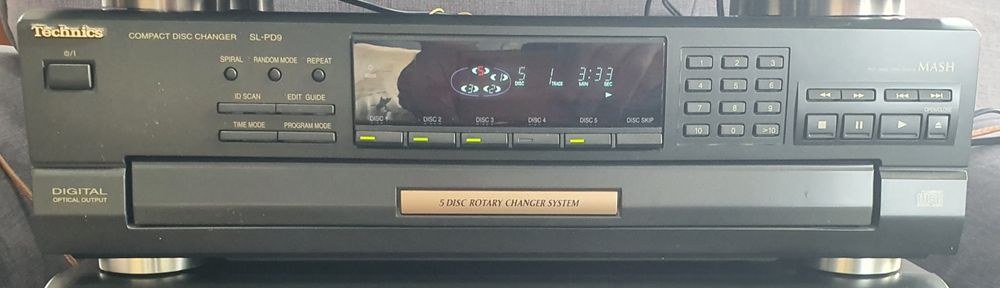 Technics
COMPACT DISC CHANGER SL-PD9
⏻/I
SPIRAL RANDOM MODE REPEAT
ID SCAN EDIT GUIDE
TIME MODE PROGRAM MODE
5 1 3:33
DISC TRACK MIN SEC
DISC 1 DISC 2 DISC 3 DISC 4 DISC 5 DISC SKIP
1 2 3
4 5 6
7 8 9
10 0 >10
MASH
OPEN/CLOSE
DIGITAL
OPTICAL OUTPUT
5 DISC ROTARY CHANGER SYSTEM